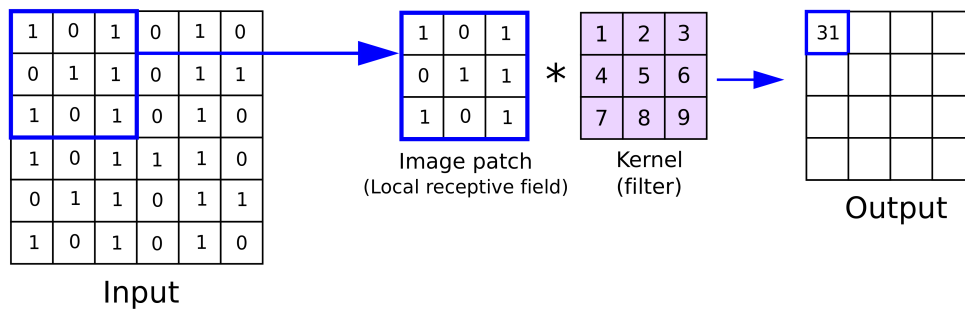 1 0 1 0 1 0
0 1 1 0 1 1
1 0 1 0 1 0
1 0 1 1 1 0
0 1 1 0 1 1
1 0 1 0 1 0
Input
1 0 1
0 1 1
1 0 1
Image patch
(Local receptive field)
*
1 2 3
4 5 6
7 8 9
Kernel
(filter)
31
Output